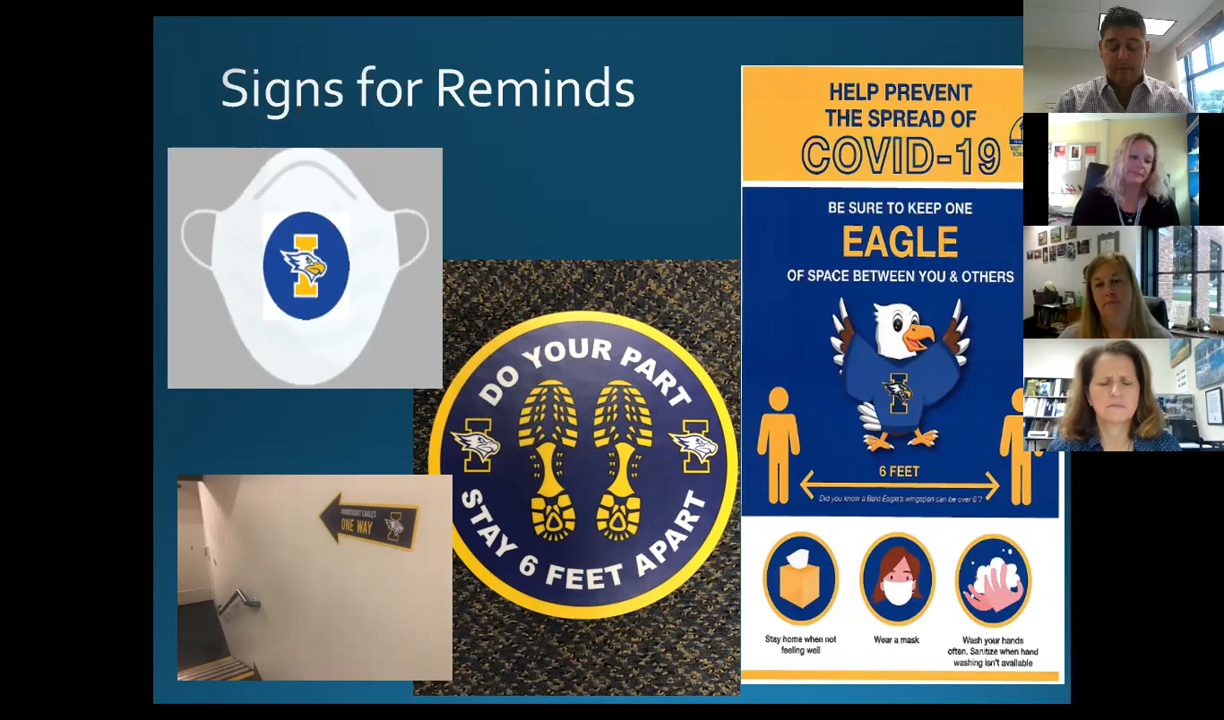 Signs for Reminds
HELP PREVENT
THE SPREAD OF
COVID-19
BE SURE TO KEEP ONE
EAGLE
OF SPACE BETWEEN YOU & OTHERS
6 FEET
Did you know a Bald Eagle's wingspan can be over 6'?
Stay home when not
feeling well
Wear a mask
Wash your hands
often. Sanitize when hand
washing isn't available
DO YOUR PART
STAY 6 FEET APART
EAGLES
ONE WAY